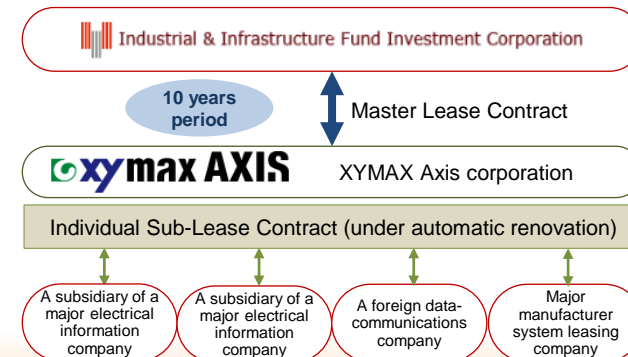 Industrial & Infrastructure Fund Investment Corporation
10 years
period
Master Lease Contract
xymax AXIS
XYMAX Axis corporation
Individual Sub-Lease Contract (under automatic renovation)
A subsidiary of a
major electrical
information
company
A subsidiary of a
major electrical
information
company
A foreign data-
communications
company
Major
manufacturer
system leasing
company